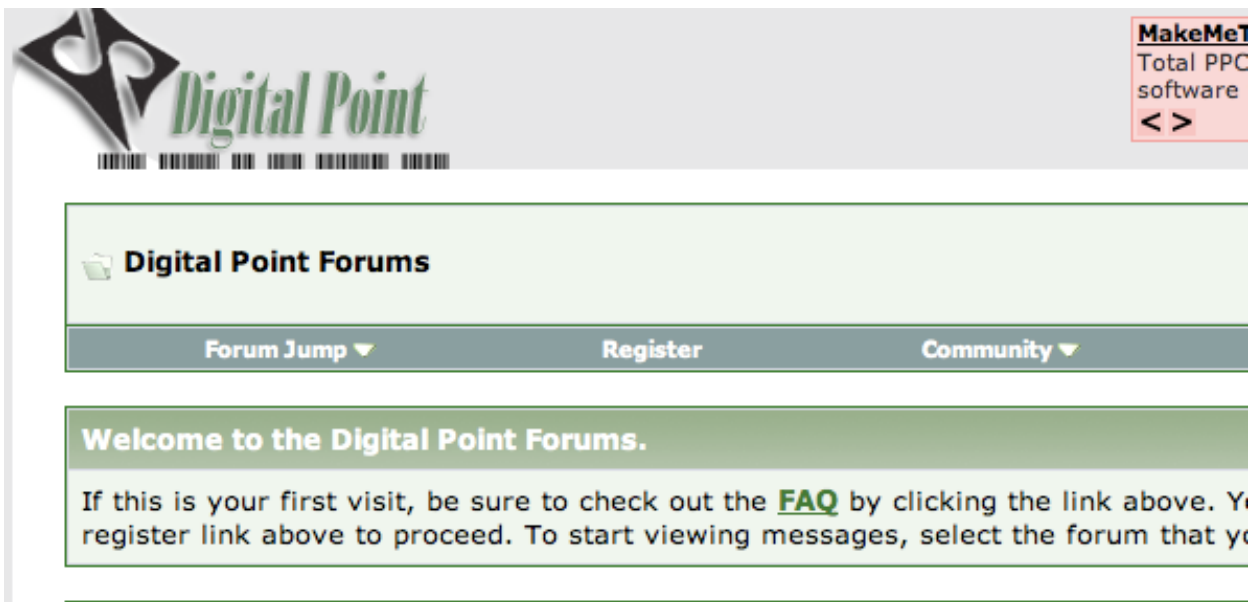 Digital Point
MakeMeT
Total PPC
software
< >
Digital Point Forums
Forum Jump Register Community
Welcome to the Digital Point Forums.
If this is your first visit, be sure to check out the FAQ by clicking the link above. Yo
register link above to proceed. To start viewing messages, select the forum that yo